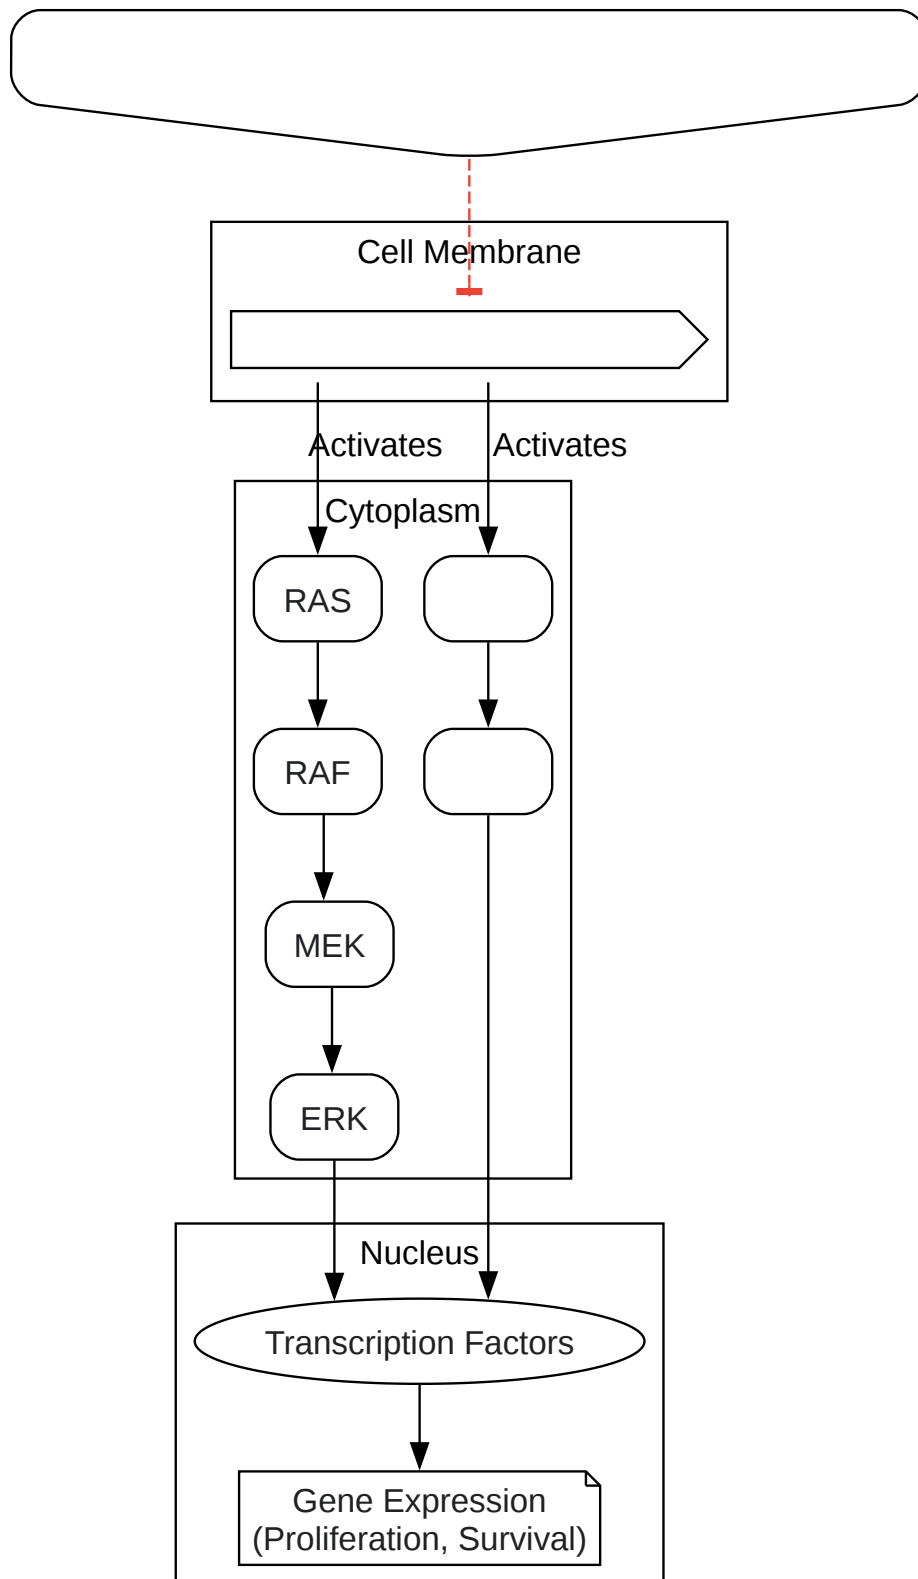 Cell Membrane
Activates
Activates
Cytoplasm
RAS
RAF
MEK
ERK
Nucleus
Transcription Factors
Gene Expression
(Proliferation, Survival)